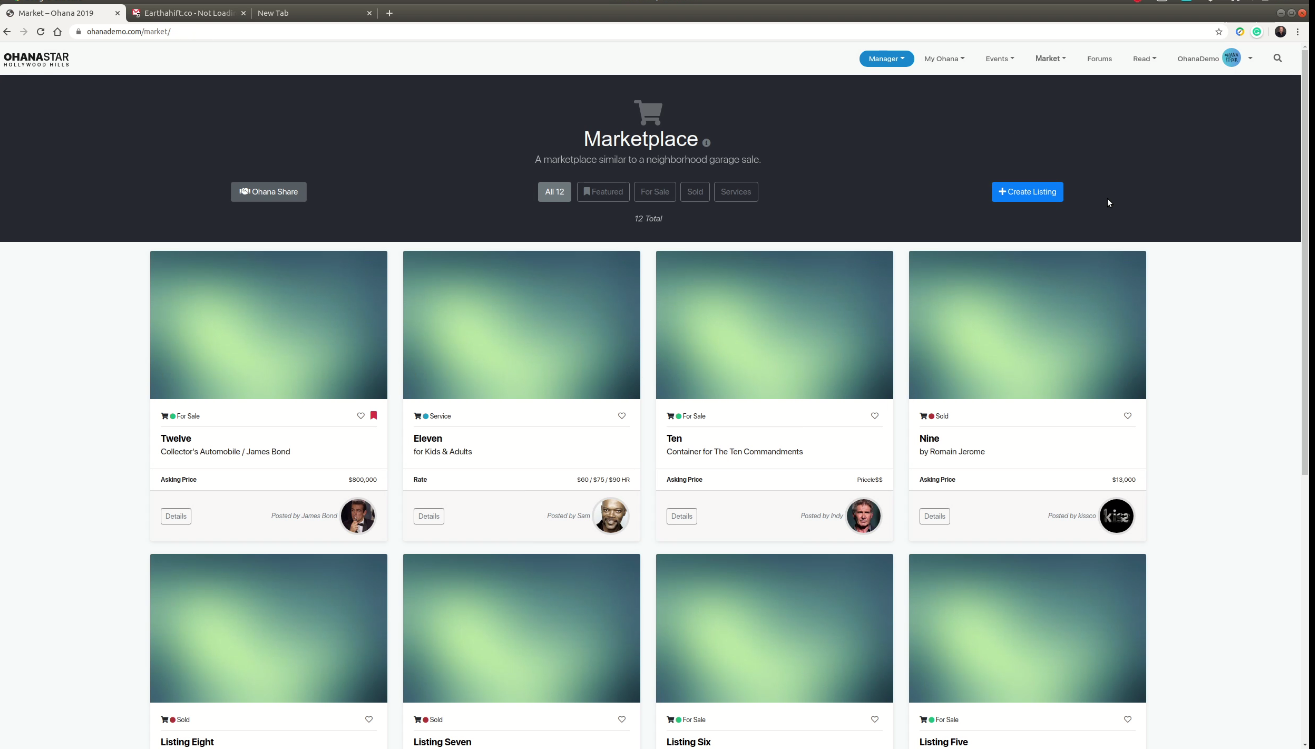 Market – Ohana 2019
Earthahift.co - Not Loadi
New Tab
ohanademo.com/market/
OHANASTAR
HOLLYWOOD HILLS
Manager
My Ohana
Events
Market
Forums
Read
OhanaDemo
Marketplace
A marketplace similar to a neighborhood garage sale.
Ohana Share
All 12
Featured
For Sale
Sold
Services
Create Listing
12 Total
For Sale
Twelve
Collector's Automobile / James Bond
Asking Price $800,000
Details Posted by James Bond
Service
Eleven
for Kids & Adults
Rate $60 / $75 / $90 HR
Details Posted by Sam
For Sale
Ten
Container for The Ten Commandments
Asking Price Pricele$$
Details Posted by Indy
Sold
Nine
by Romain Jerome
Asking Price $13,000
Details Posted by kissco
Sold
Listing Eight
Sold
Listing Seven
For Sale
Listing Six
For Sale
Listing Five